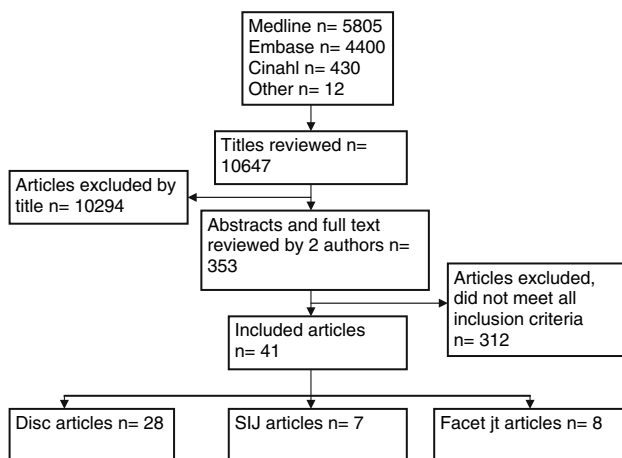 Medline n= 5805
Embase n= 4400
Cinahl n= 430
Other n= 12
Titles reviewed n=
10647
Articles excluded by
title n= 10294
Abstracts and full text
reviewed by 2 authors n=
353
Articles excluded,
did not meet all
inclusion criteria
n= 312
Included articles
n= 41
Disc articles n= 28
SIJ articles n= 7
Facet jt articles n= 8